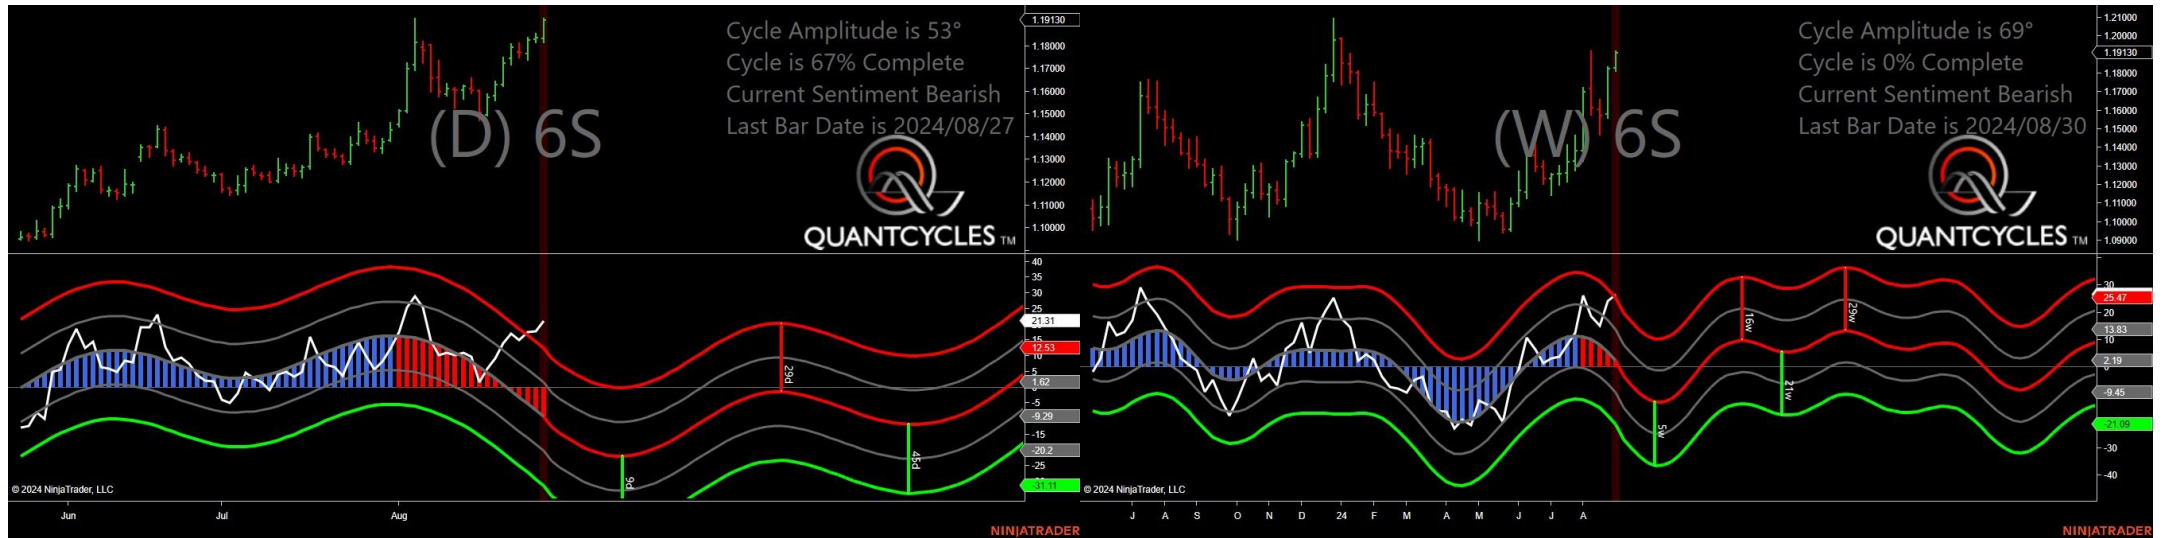 Cycle Amplitude is 53°
Cycle is 67% Complete
Current Sentiment Bearish
Last Bar Date is 2024/08/27
(D) 6S
QUANTCYCLES TM
1.19130
1.18000
1.17000
1.16000
1.15000
1.14000
1.13000
1.12000
1.11000
1.10000
40
35
30
25
21.31
15
12.53
10
5
1.62
-5
-9.29
-15
-20.2
-25
-31.11
29d
45d
9d
© 2024 NinjaTrader, LLC
Jun
Jul
Aug
NINJATRADER
Cycle Amplitude is 69°
Cycle is 0% Complete
Current Sentiment Bearish
Last Bar Date is 2024/08/30
(W) 6S
QUANTCYCLES TM
1.21000
1.20000
1.19130
1.18000
1.16000
1.15000
1.14000
1.12000
1.11000
1.10000
1.09000
30
25.47
20
13.83
10
2.19
-9.45
-21.09
-30
-40
16w
29w
21w
5w
© 2024 NinjaTrader, LLC
J
A
S
O
N
D
24
F
M
A
M
J
J
A
NINJATRADER